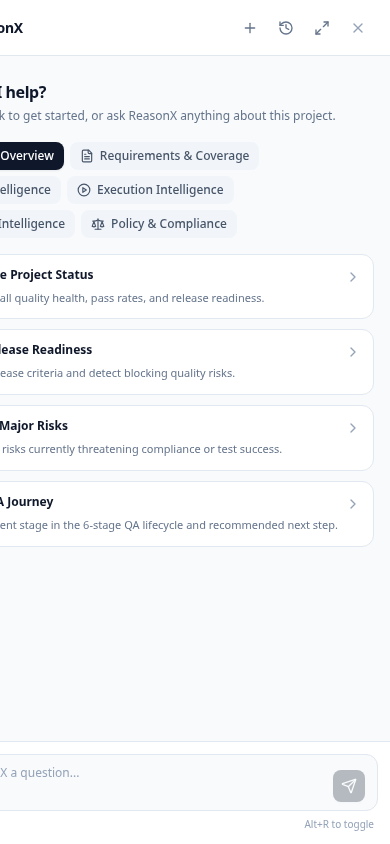 onX
I help?
k to get started, or ask ReasonX anything about this project.
Overview Requirements & Coverage
elligence Execution Intelligence
Intelligence Policy & Compliance
e Project Status
all quality health, pass rates, and release readiness.
lease Readiness
ease criteria and detect blocking quality risks.
Major Risks
risks currently threatening compliance or test success.
A Journey
ent stage in the 6-stage QA lifecycle and recommended next step.
X a question...
Alt+R to toggle